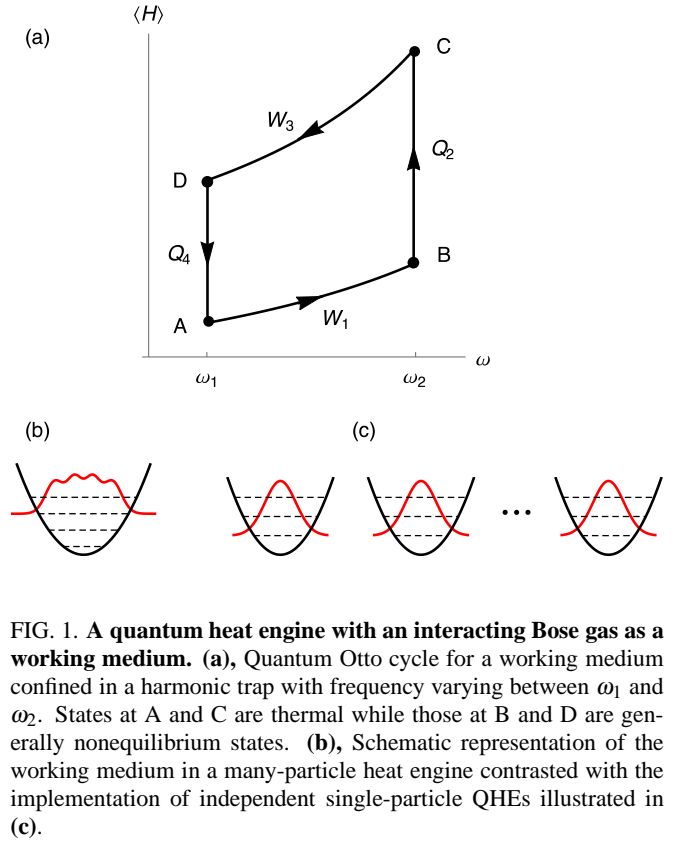 (a)
⟨H⟩
C
W3
Q2
D
Q4
B
A
W1
ω
ω1
ω2
(b)
(c)
...
FIG. 1. A quantum heat engine with an interacting Bose gas as a
working medium. (a), Quantum Otto cycle for a working medium
confined in a harmonic trap with frequency varying between ω1 and
ω2. States at A and C are thermal while those at B and D are gen-
erally nonequilibrium states. (b), Schematic representation of the
working medium in a many-particle heat engine contrasted with the
implementation of independent single-particle QHEs illustrated in
(c).